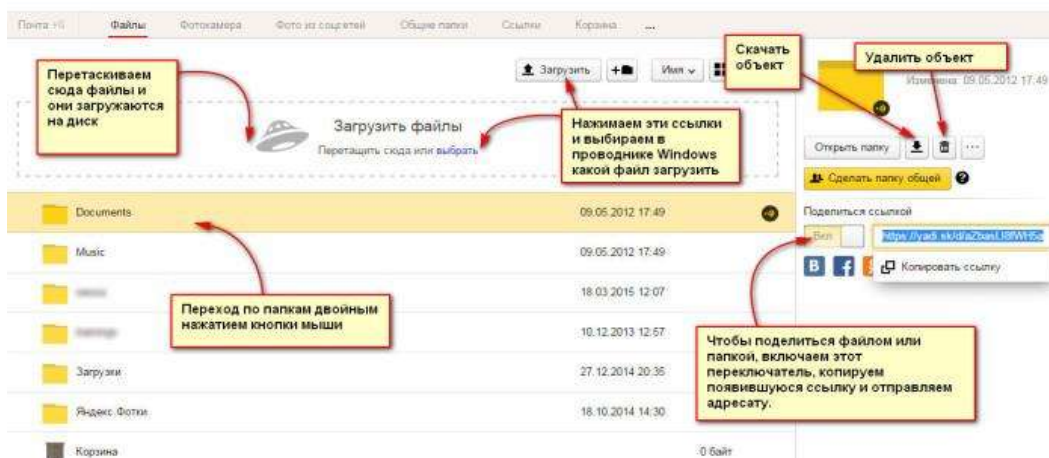 Почта +6 Файлы Фотокамера Фото из соцсетей Общие папки Ссылки Корзина ...
Перетаскиваем
сюда файлы и
они загружаются
на диск
Загрузить Имя
Загрузить файлы
Перетащить сюда или выбрать
Нажимаем эти ссылки
и выбираем в
проводнике Windows
какой файл загрузить
Скачать
объект
Удалить объект
Изменена: 09.05.2012 17:49
Открыть папку ...
Сделать папку общей ?
Поделиться ссылкой
Вкл
Копировать ссылку
Documents 09.05.2012 17:49
Music 09.05.2012 17:49
18.03.2015 12:07
10.12.2013 12:57
Загрузки 27.12.2014 20:35
Яндекс.Фотки 18.10.2014 14:30
Корзина 0 байт
Переход по папкам двойным
нажатием кнопки мыши
Чтобы поделиться файлом или
папкой, включаем этот
переключатель, копируем
появившуюся ссылку и отправляем
адресату.